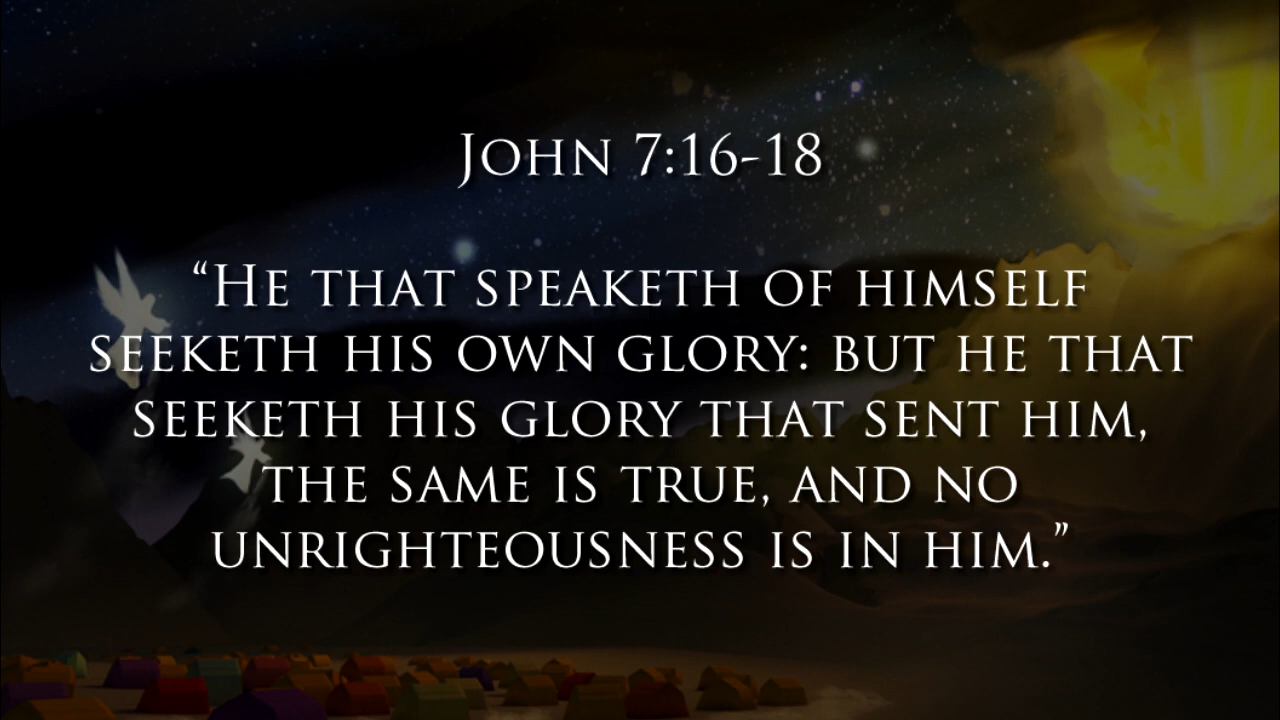 John 7:16-18
“He that speaketh of himself
seeketh his own glory: but he that
seeketh his glory that sent him,
the same is true, and no
unrighteousness is in him.”